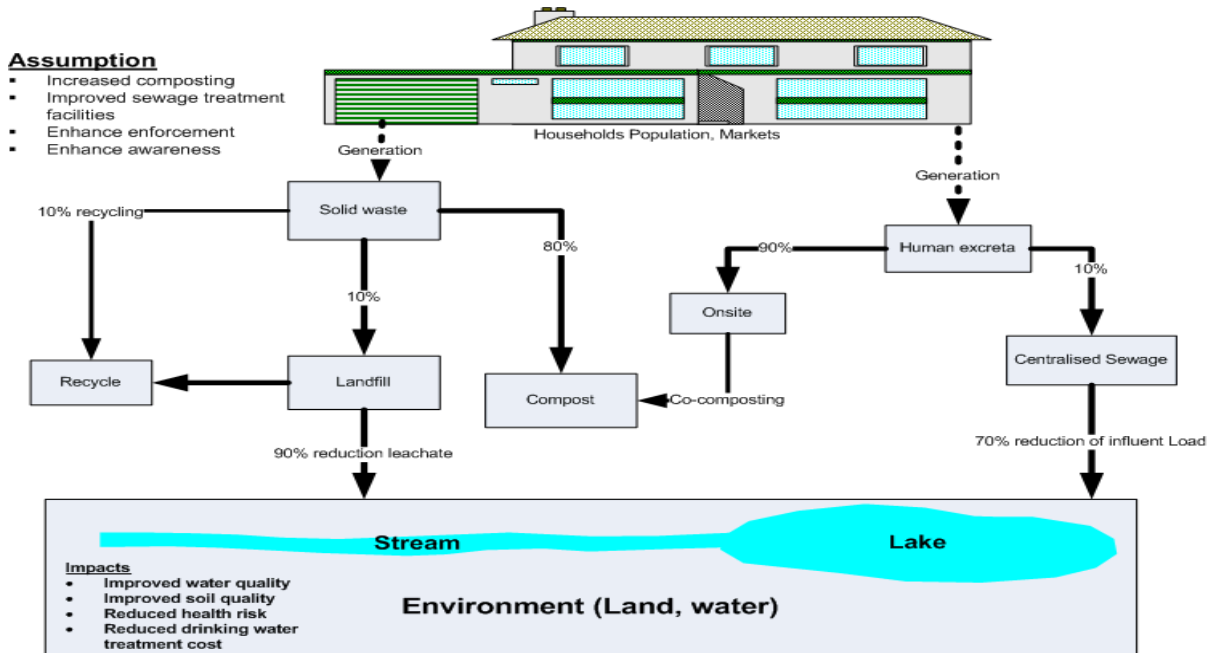 Assumption
▪ Increased composting
▪ Improved sewage treatment
facilities
▪ Enhance enforcement
▪ Enhance awareness
Households Population, Markets
Generation
Generation
Solid waste
10% recycling
80%
10%
Human excreta
90%
10%
Onsite
Centralised Sewage
Recycle
Landfill
Compost
Co-composting
90% reduction leachate
70% reduction of influent Load
Stream
Lake
Impacts
• Improved water quality
• Improved soil quality
• Reduced health risk
• Reduced drinking water
treatment cost
Environment (Land, water)